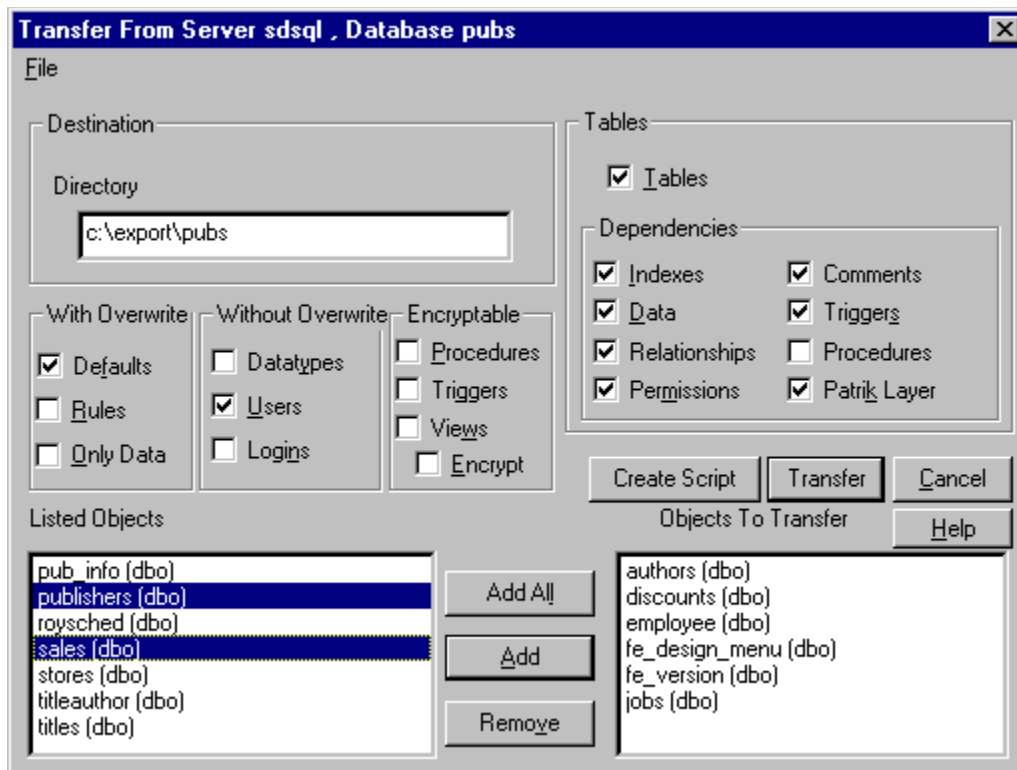 Transfer From Server sdsql , Database pubs
File
Destination
Directory
c:\export\pubs
Tables
Tables
Dependencies
Indexes
Comments
Data
Triggers
Relationships
Procedures
Permissions
Patrik Layer
With Overwrite
Defaults
Rules
Only Data
Without Overwrite
Datatypes
Users
Logins
Encryptable
Procedures
Triggers
Views
Encrypt
Create Script
Transfer
Cancel
Help
Listed Objects
pub_info (dbo)
publishers (dbo)
roysched (dbo)
sales (dbo)
stores (dbo)
titleauthor (dbo)
titles (dbo)
Add All
Add
Remove
Objects To Transfer
authors (dbo)
discounts (dbo)
employee (dbo)
fe_design_menu (dbo)
fe_version (dbo)
jobs (dbo)